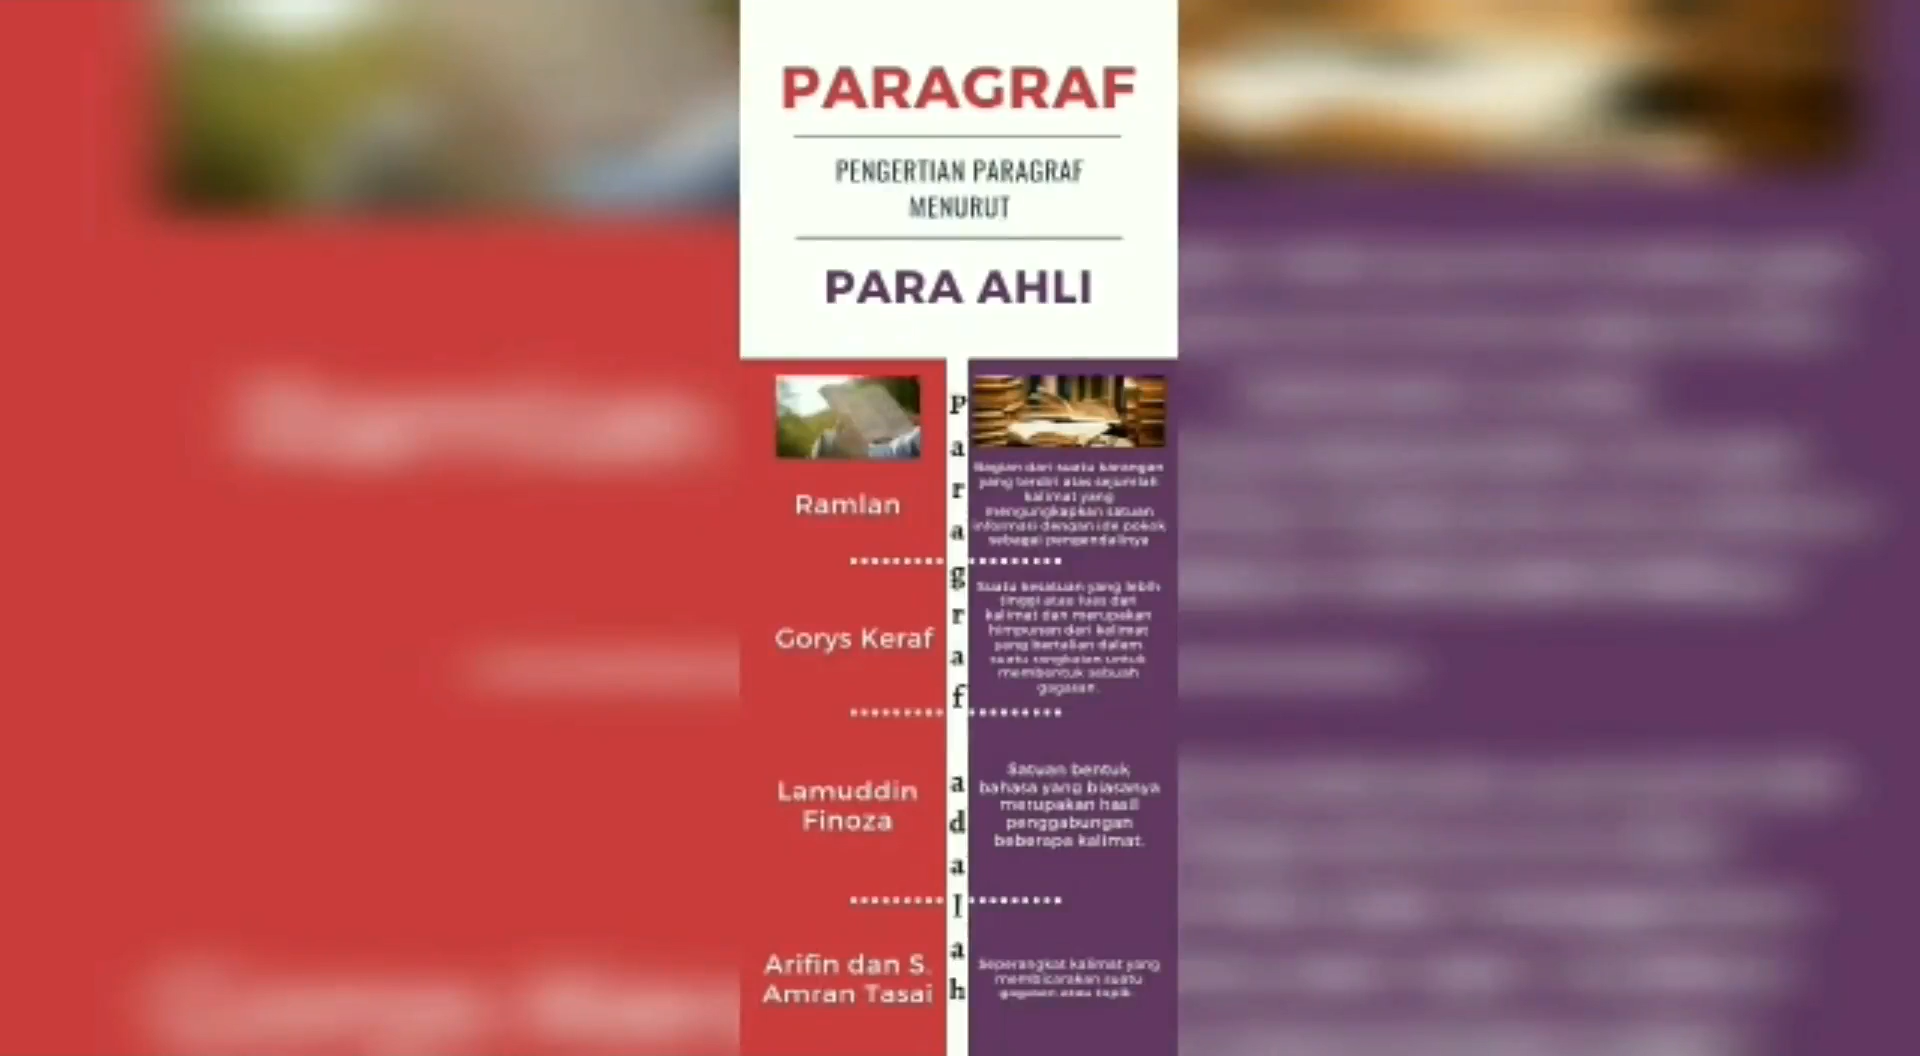 PARAGRAF
PENGERTIAN PARAGRAF
MENURUT
PARA AHLI
Paragraf adalah
Ramlan
Bagian dari suatu karangan
yang terdiri atas sejumlah
kalimat yang
mengungkapkan satuan
informasi dengan ide pokok
sebagai pengendalinya
Gorys Keraf
Suatu kesatuan yang lebih
tinggi atau luas dari
kalimat dan merupakan
himpunan dari kalimat
yang bertalian dalam
suatu rangkaian untuk
membentuk sebuah
gagasan.
Lamuddin
Finoza
Satuan bentuk
bahasa yang biasanya
merupakan hasil
penggabungan
beberapa kalimat.
Arifin dan S.
Amran Tasai
Seperangkat kalimat yang
membicarakan suatu
gagasan atau topik.